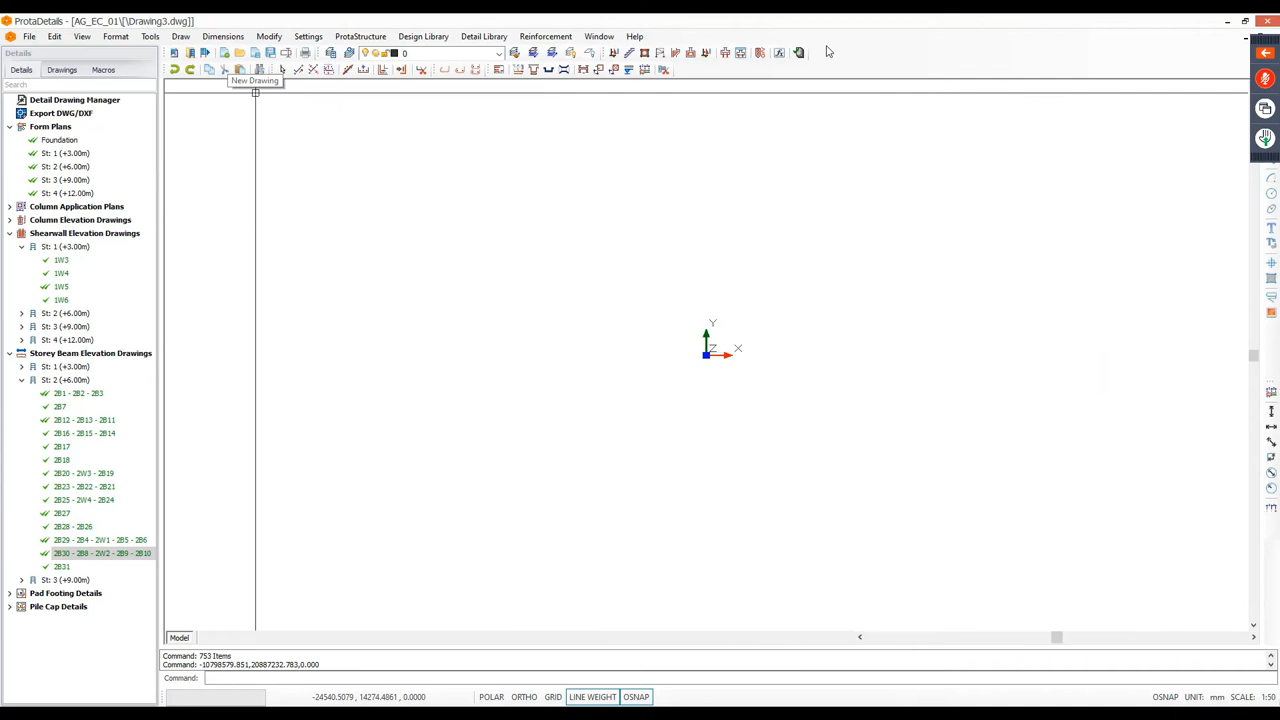 ProtaDetails - [AG_EC_01\[\Drawing3.dwg]]
File Edit View Format Tools Draw Dimensions Modify Settings ProtaStructure Design Library Detail Library Reinforcement Window Help
Details
0
Details Drawings Macros
New Drawing
Search
Detail Drawing Manager
Export DWG/DXF
Form Plans
Foundation
St: 1 (+3.00m)
St: 2 (+6.00m)
St: 3 (+9.00m)
St: 4 (+12.00m)
Column Application Plans
Column Elevation Drawings
Shearwall Elevation Drawings
St: 1 (+3.00m)
1W3
1W4
1W5
1W6
St: 2 (+6.00m)
St: 3 (+9.00m)
St: 4 (+12.00m)
Storey Beam Elevation Drawings
St: 1 (+3.00m)
St: 2 (+6.00m)
2B1 - 2B2 - 2B3
2B7
2B12 - 2B13 - 2B11
2B16 - 2B15 - 2B14
2B17
2B18
2B20 - 2W3 - 2B19
2B23 - 2B22 - 2B21
2B25 - 2W4 - 2B24
2B27
2B28 - 2B26
2B29 - 2B4 - 2W1 - 2B5 - 2B6
2B30 - 2B8 - 2W2 - 2B9 - 2B10
2B31
St: 3 (+9.00m)
Pad Footing Details
Pile Cap Details
Y
Z X
Model
Command: 753 Items
Command: -10798579.851,20887232.783,0.000
Command:
-24540.5079 , 14274.4861 , 0.0000 POLAR ORTHO GRID LINE WEIGHT OSNAP OSNAP UNIT: mm SCALE: 1:50